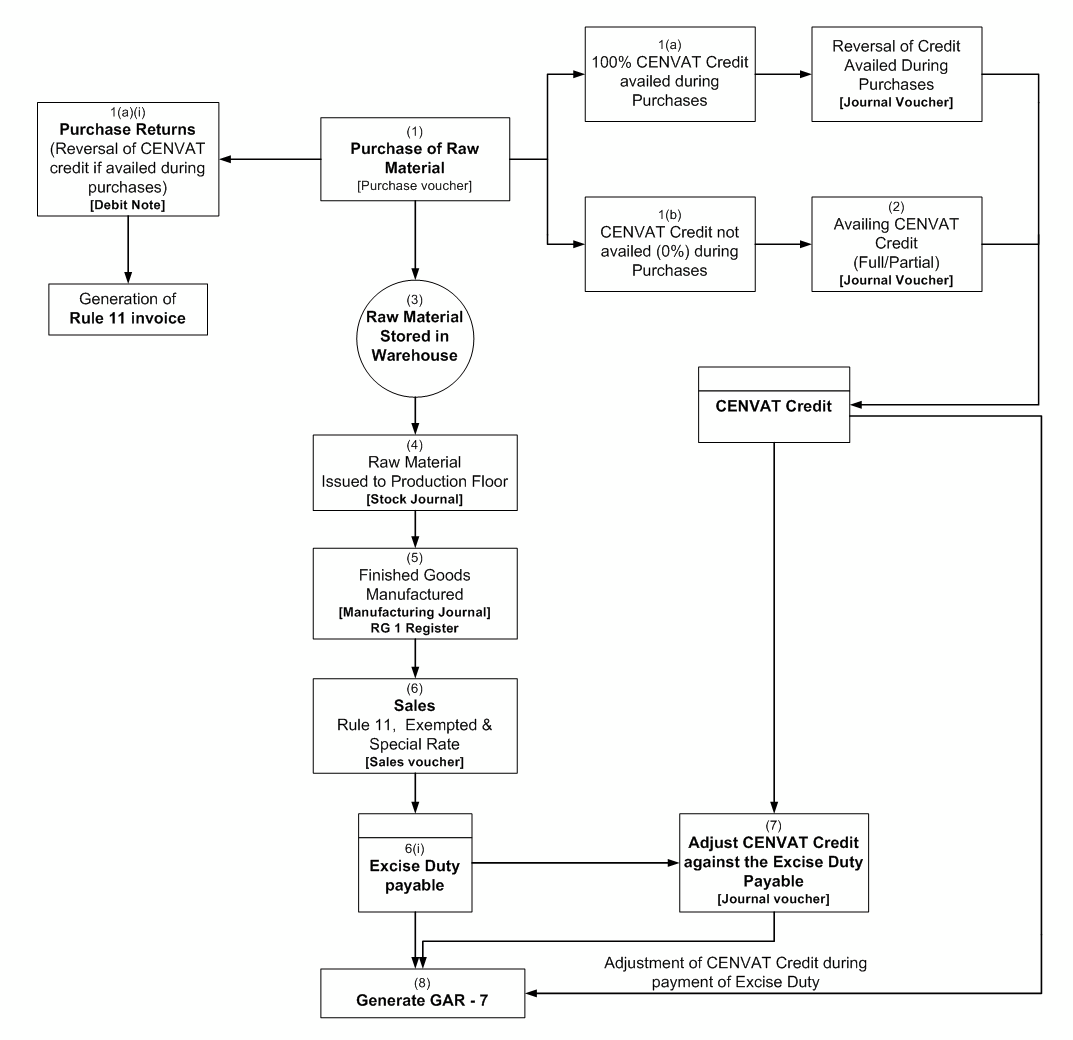 1(a)(i)
Purchase Returns
(Reversal of CENVAT
credit if availed during
purchases)
[Debit Note]
Generation of
Rule 11 invoice
(1)
Purchase of Raw
Material
[Purchase voucher]
1(a)
100% CENVAT Credit
availed during
Purchases
Reversal of Credit
Availed During
Purchases
[Journal Voucher]
1(b)
CENVAT Credit not
availed (0%) during
Purchases
(2)
Availing CENVAT
Credit
(Full/Partial)
[Journal Voucher]
(3)
Raw Material
Stored in
Warehouse
CENVAT Credit
(4)
Raw Material
Issued to Production Floor
[Stock Journal]
(5)
Finished Goods
Manufactured
[Manufacturing Journal]
RG 1 Register
(6)
Sales
Rule 11, Exempted &
Special Rate
[Sales voucher]
6(i)
Excise Duty
payable
(7)
Adjust CENVAT Credit
against the Excise Duty
Payable
[Journal voucher]
Adjustment of CENVAT Credit during
payment of Excise Duty
(8)
Generate GAR - 7